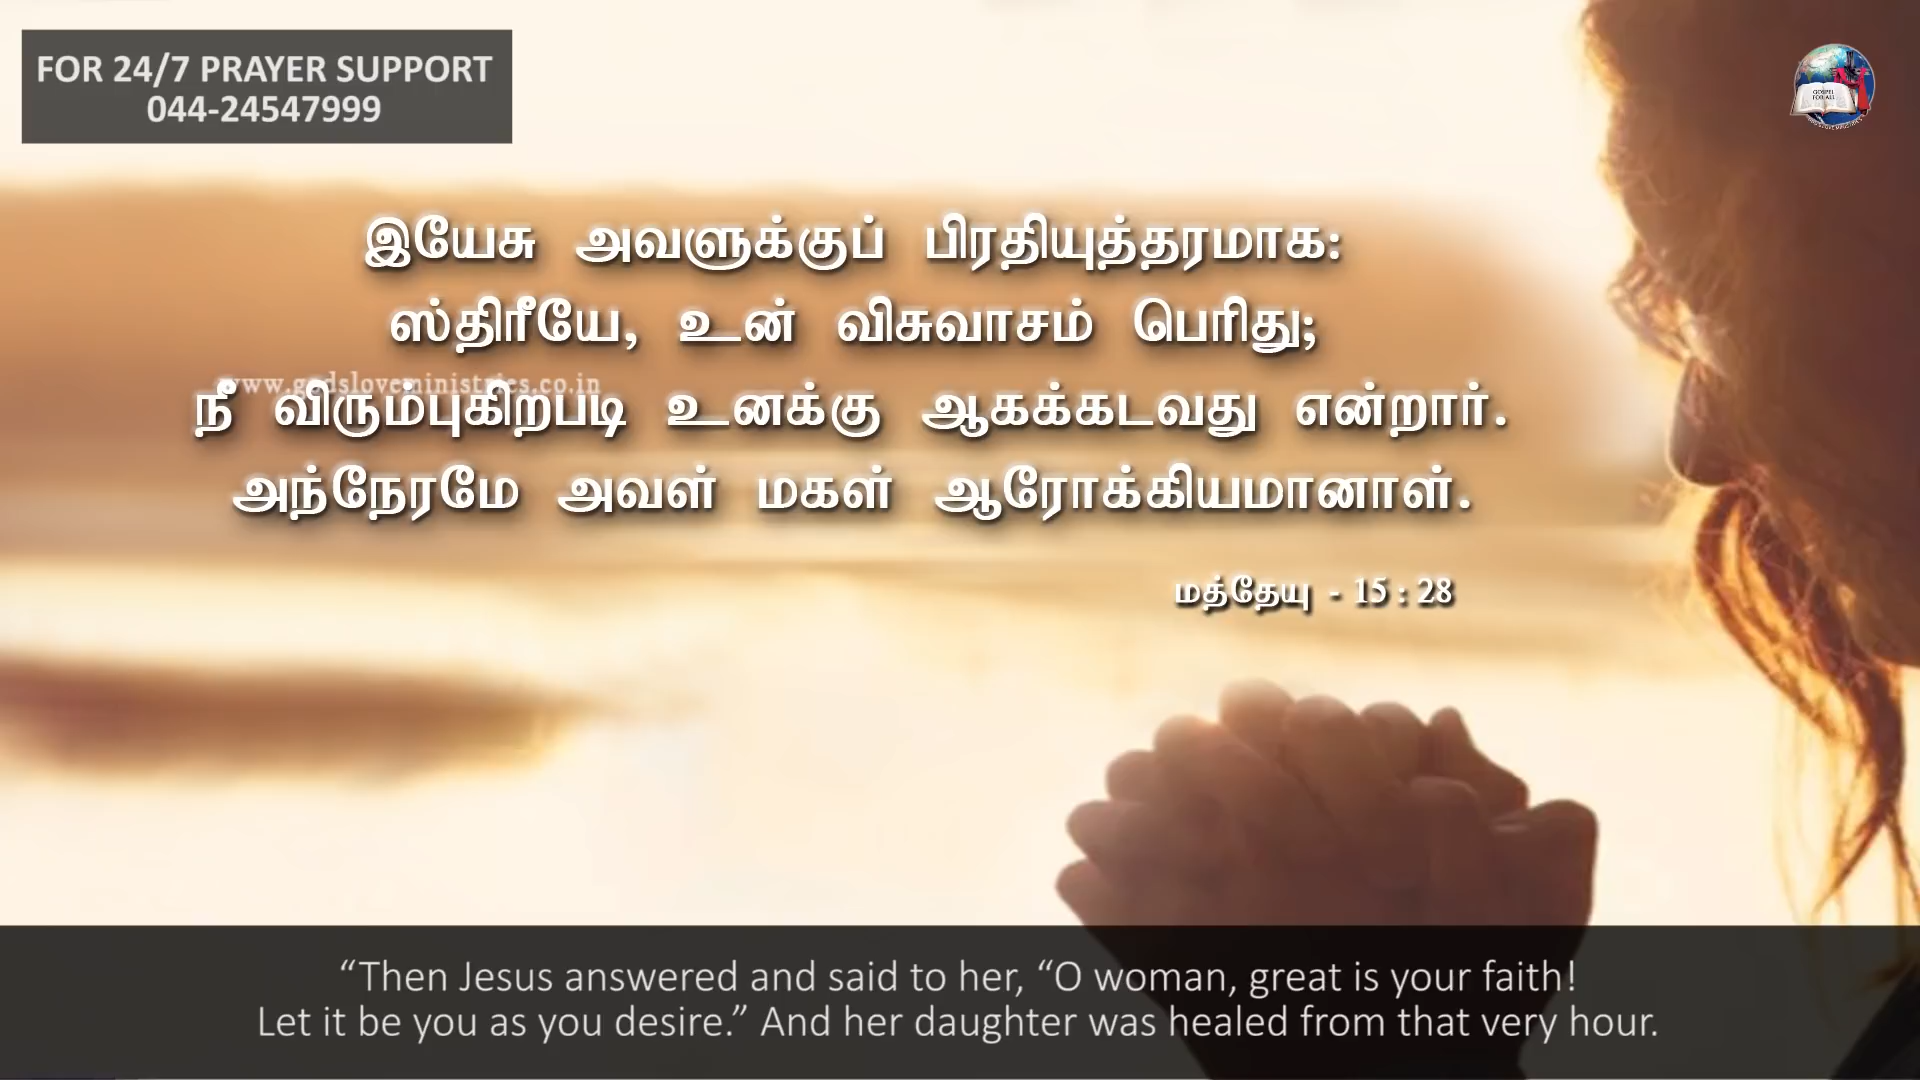 FOR 24/7 PRAYER SUPPORT
044-24547999
GOSPEL
FOR ALL
இயேசு அவளுக்குப் பிரதியுத்தரமாக:
ஸ்திரீயே, உன் விசுவாசம் பெரிது;
www.godsloveministries.co.in
நீ விரும்புகிறபடி உனக்கு ஆகக்கடவது என்றார்.
அந்நேரமே அவள் மகள் ஆரோக்கியமானாள்.
மத்தேயு - 15 : 28
“Then Jesus answered and said to her, “O woman, great is your faith!
Let it be you as you desire.” And her daughter was healed from that very hour.